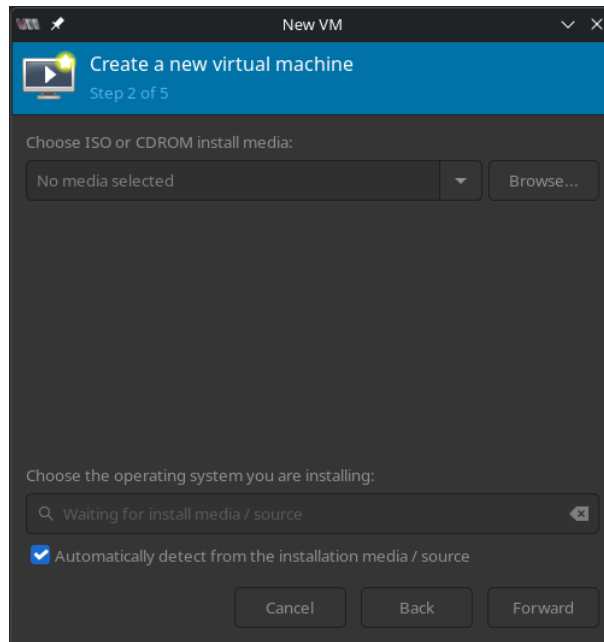 New VM
Create a new virtual machine
Step 2 of 5
Choose ISO or CDROM install media:
No media selected
Browse...
Choose the operating system you are installing:
Waiting for install media / source
Automatically detect from the installation media / source
Cancel Back Forward